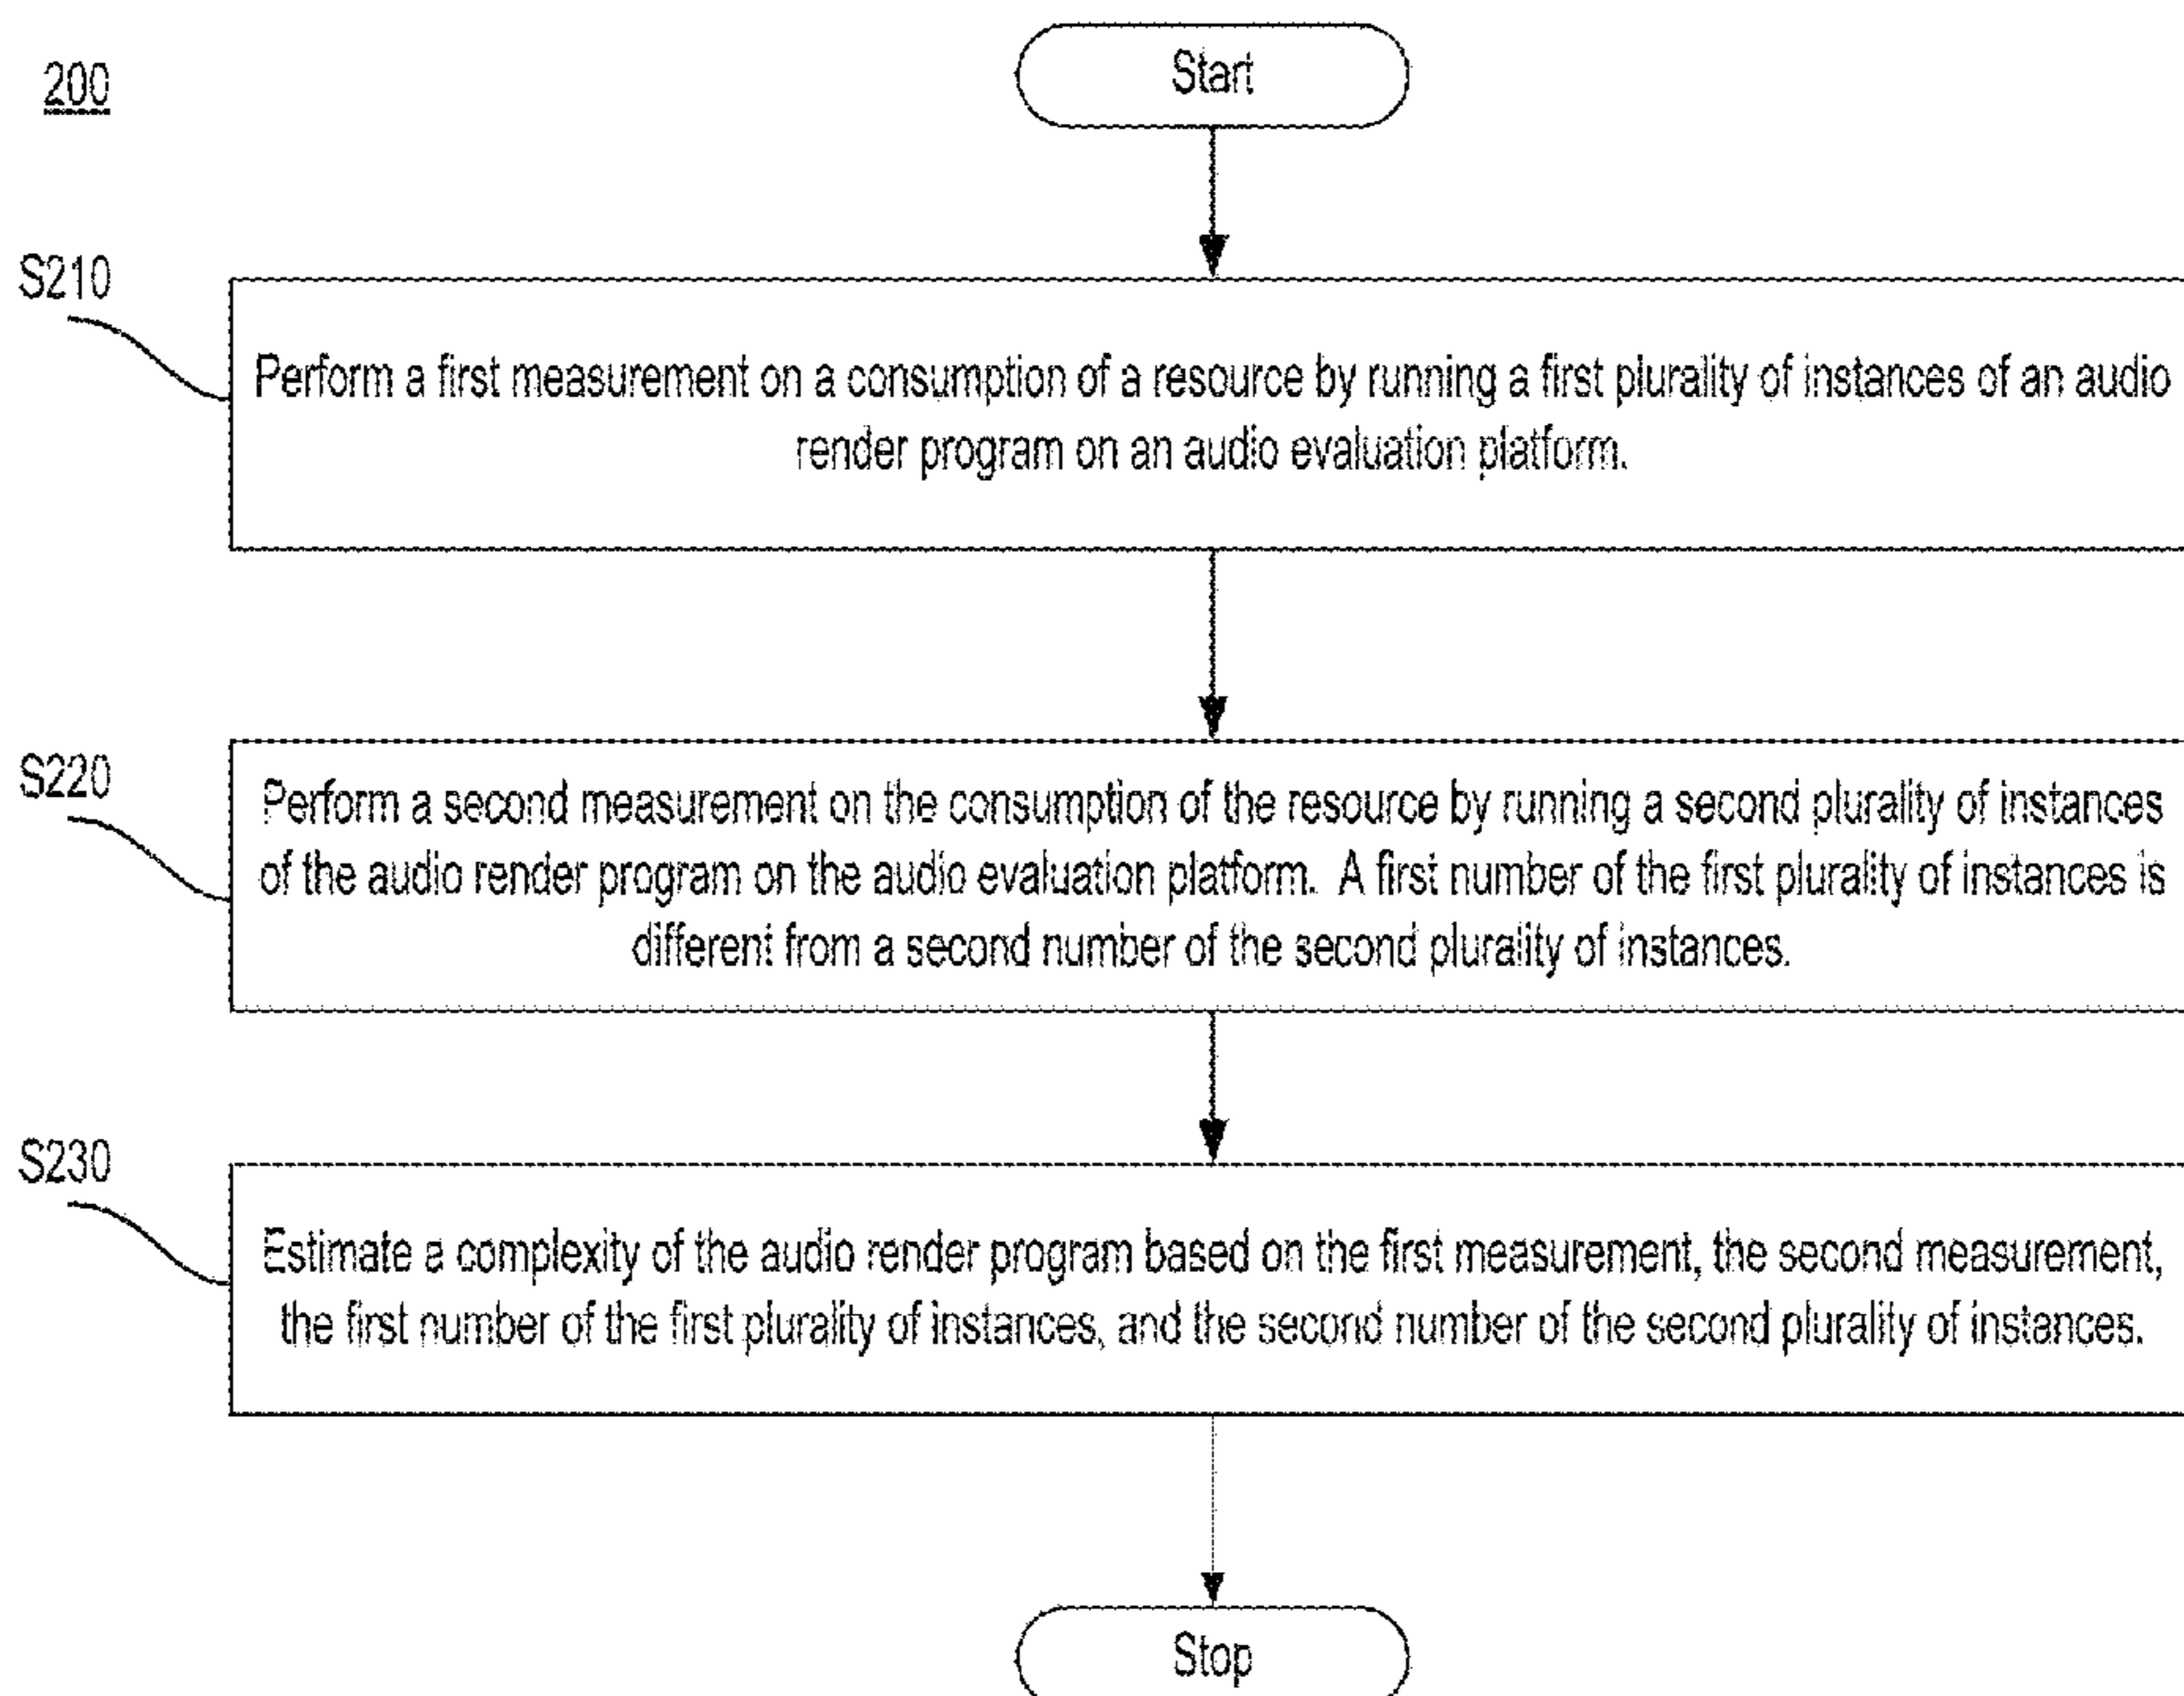 200
Start
S210
Perform a first measurement on a consumption of a resource by running a first plurality of instances of an audio
render program on an audio evaluation platform.
S220
Perform a second measurement on the consumption of the resource by running a second plurality of instances
of the audio render program on the audio evaluation platform. A first number of the first plurality of instances is
different from a second number of the second plurality of instances.
S230
Estimate a complexity of the audio render program based on the first measurement, the second measurement,
the first number of the first plurality of instances, and the second number of the second plurality of instances.
Stop